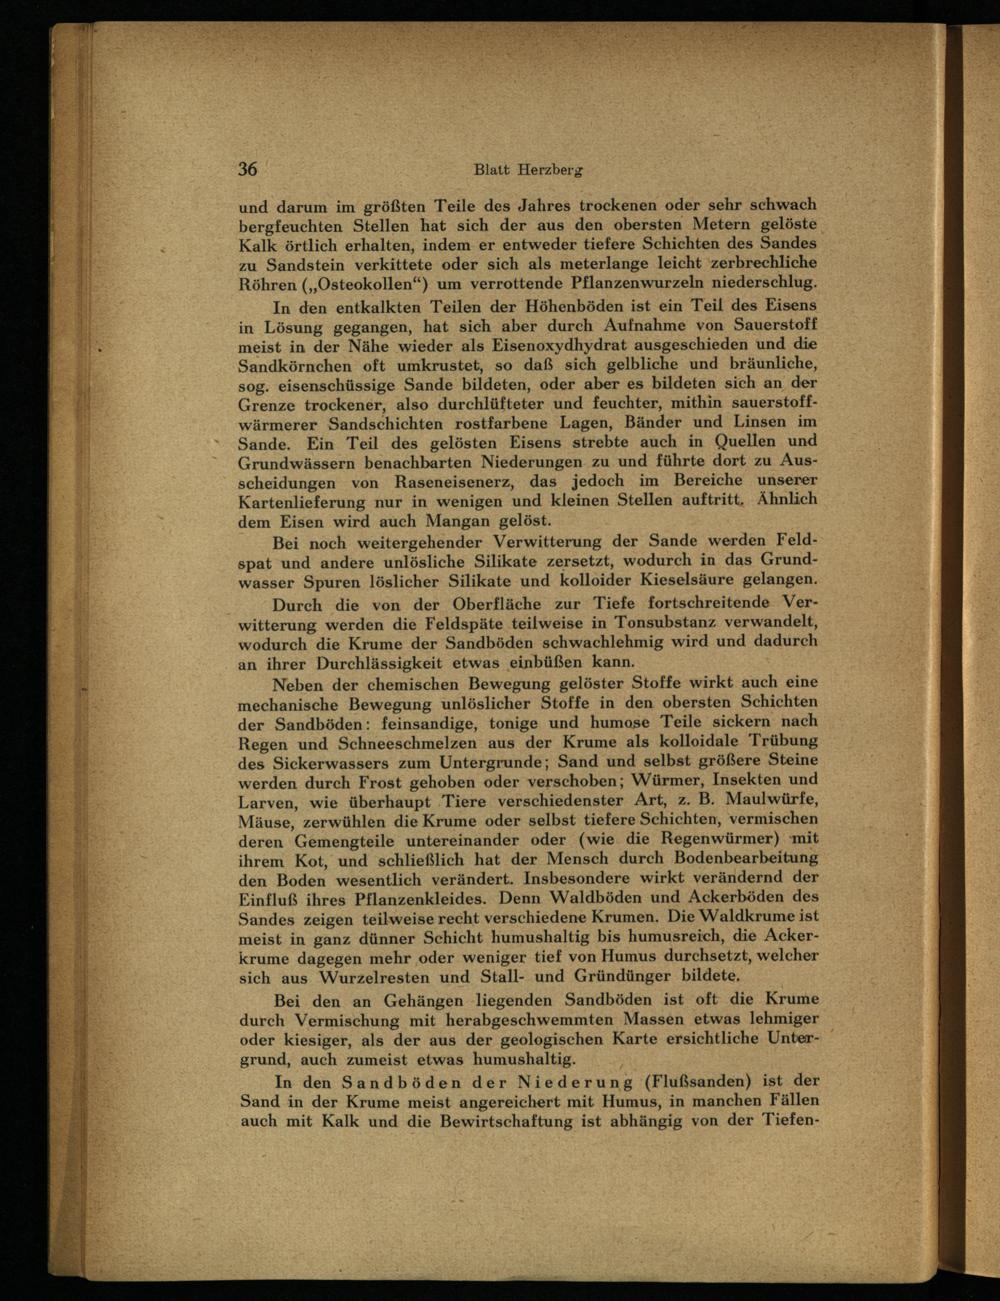 36 Blatt Herzberg
und darum im größten Teile des Jahres trockenen oder sehr schwach
bergfeuchten Stellen hat sich der aus den obersten Metern gelöste
Kalk örtlich erhalten, indem er entweder tiefere Schichten des Sandes
zu Sandstein verkittete oder sich als meterlange leicht zerbrechliche
Röhren („Osteokollen“) um verrottende Pflanzenwurzeln niederschlug.
In den entkalkten Teilen der Höhenböden ist ein Teil des Eisens
in Lösung gegangen, hat sich aber durch Aufnahme von Sauerstoff
meist in der Nähe wieder als Eisenoxydhydrat ausgeschieden und die
Sandkörnchen oft umkrustet, so daß sich gelbliche und bräunliche,
sog. eisenschüssige Sande bildeten, oder aber es bildeten sich an der
Grenze trockener, also durchlüfteter und feuchter, mithin sauerstoff-
wärmerer Sandschichten rostfarbene Lagen, Bänder und Linsen im
Sande. Ein Teil des gelösten Eisens strebte auch in Quellen und
Grundwässern benachbarten Niederungen zu und führte dort zu Aus-
scheidungen von Raseneisenerz, das jedoch im Bereiche unserer
Kartenlieferung nur in wenigen und kleinen Stellen auftritt. Ähnlich
dem Eisen wird auch Mangan gelöst.
Bei noch weitergehender Verwitterung der Sande werden Feld-
spat und andere unlösliche Silikate zersetzt, wodurch in das Grund-
wasser Spuren löslicher Silikate und kolloider Kieselsäure gelangen.
Durch die von der Oberfläche zur Tiefe fortschreitende Ver-
witterung werden die Feldspäte teilweise in Tonsubstanz verwandelt,
wodurch die Krume der Sandböden schwachlehmig wird und dadurch
an ihrer Durchlässigkeit etwas einbüßen kann.
Neben der chemischen Bewegung gelöster Stoffe wirkt auch eine
mechanische Bewegung unlöslicher Stoffe in den obersten Schichten
der Sandböden: feinsandige, tonige und humose Teile sickern nach
Regen und Schneeschmelzen aus der Krume als kolloidale Trübung
des Sickerwassers zum Untergrunde; Sand und selbst größere Steine
werden durch Frost gehoben oder verschoben; Würmer, Insekten und
Larven, wie überhaupt Tiere verschiedenster Art, z. B. Maulwürfe,
Mäuse, zerwühlen die Krume oder selbst tiefere Schichten, vermischen
deren Gemengteile untereinander oder (wie die Regenwürmer) mit
ihrem Kot, und schließlich hat der Mensch durch Bodenbearbeitung
den Boden wesentlich verändert. Insbesondere wirkt verändernd der
Einfluß ihres Pflanzenkleides. Denn Waldböden und Ackerböden des
Sandes zeigen teilweise recht verschiedene Krumen. Die Waldkrume ist
meist in ganz dünner Schicht humushaltig bis humusreich, die Acker-
krume dagegen mehr oder weniger tief von Humus durchsetzt, welcher
sich aus Wurzelresten und Stall- und Gründünger bildete.
Bei den an Gehängen liegenden Sandböden ist oft die Krume
durch Vermischung mit herabgeschwemmten Massen etwas lehmiger
oder kiesiger, als der aus der geologischen Karte ersichtliche Unter-
grund, auch zumeist etwas humushaltig.
In den Sandböden der Niederung (Flußsanden) ist der
Sand in der Krume meist angereichert mit Humus, in manchen Fällen
auch mit Kalk und die Bewirtschaftung ist abhängig von der Tiefen-